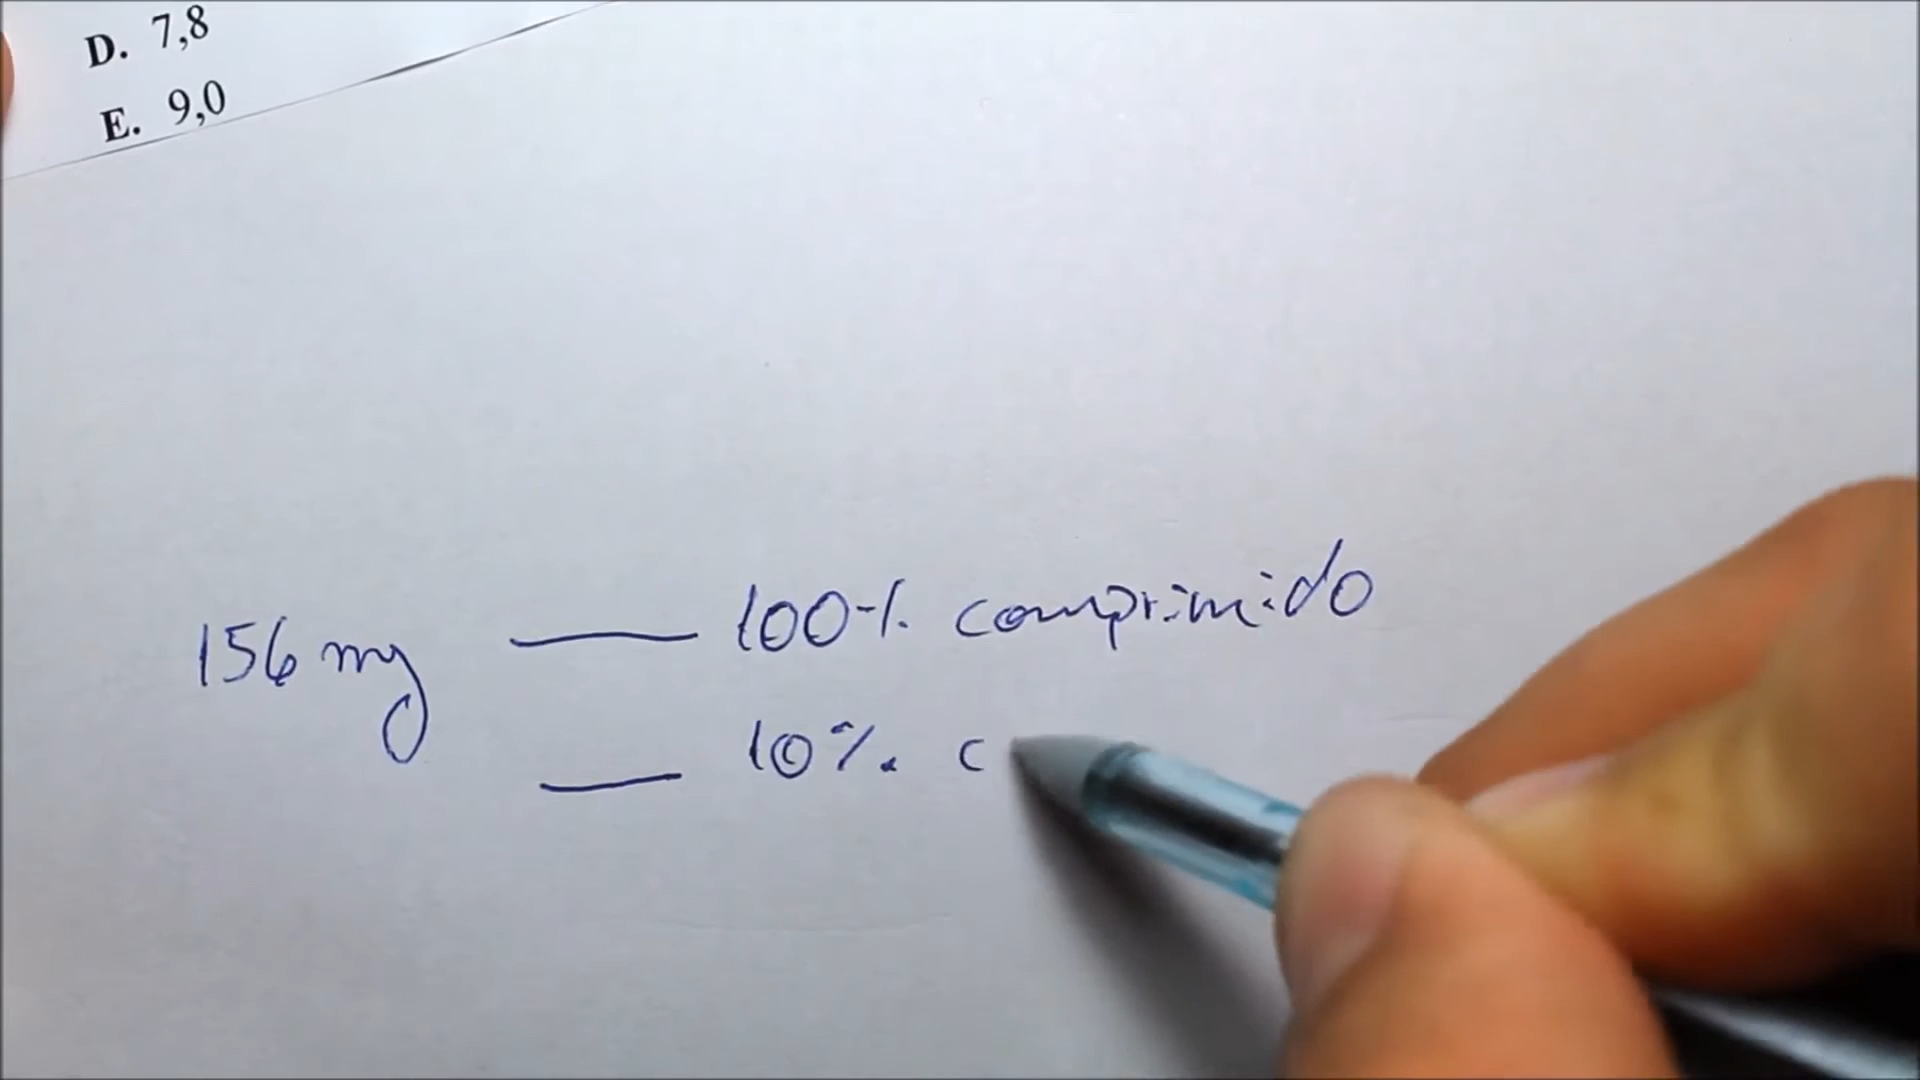 D. 7,8
E. 9,0
156 mg — 100% comprimido
— 10%. c